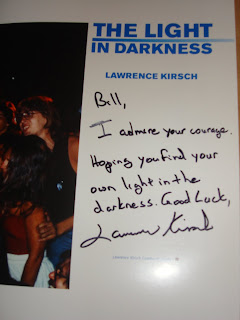 THE LIGHT
IN DARKNESS
LAWRENCE KIRSCH
Bill,
I admire your courage.
Hoping you find your
own light in the
darkness. Good Luck,